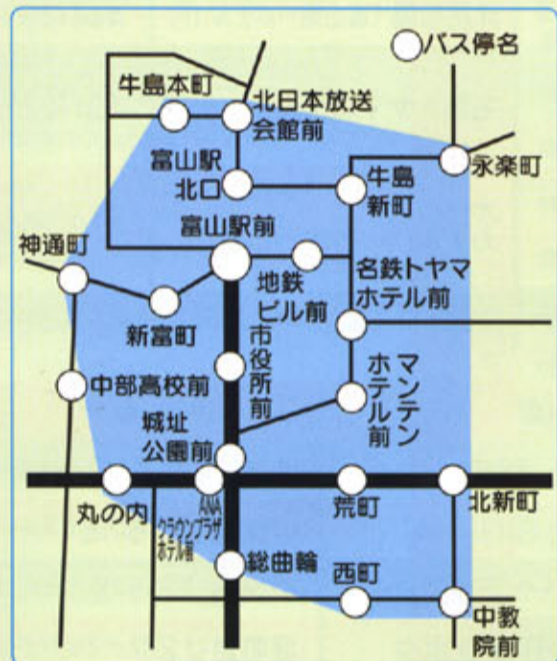 バス停名
牛島本町
北日本放送
会館前
永楽町
富山駅
北口
牛島
新町
富山駅前
神通町
地鉄
ビル前
名鉄トヤマ
ホテル前
新富町
市役所前
マンテン
ホテル前
中部高校前
城址
公園前
丸の内
ANA
クラウンプラザ
ホテル前
荒町
北新町
総曲輪
西町
中教
院前